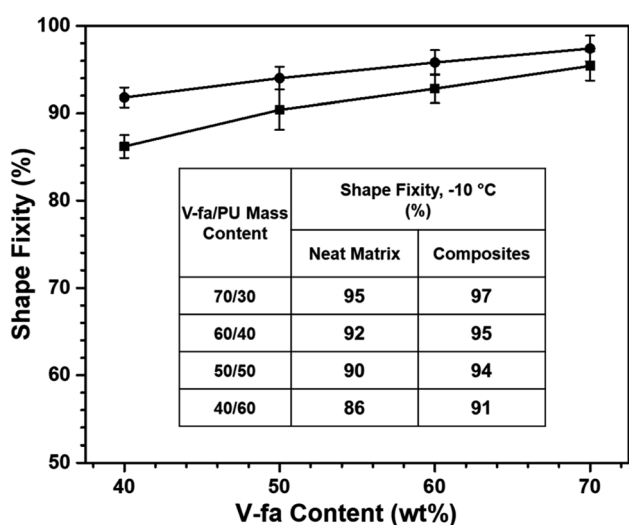 100
90
80
70
60
50
Shape Fixity (%)
V-fa/PU Mass
Content
Shape Fixity, -10 °C
(%)
Neat Matrix Composites
70/30 95 97
60/40 92 95
50/50 90 94
40/60 86 91
40 50 60 70
V-fa Content (wt%)